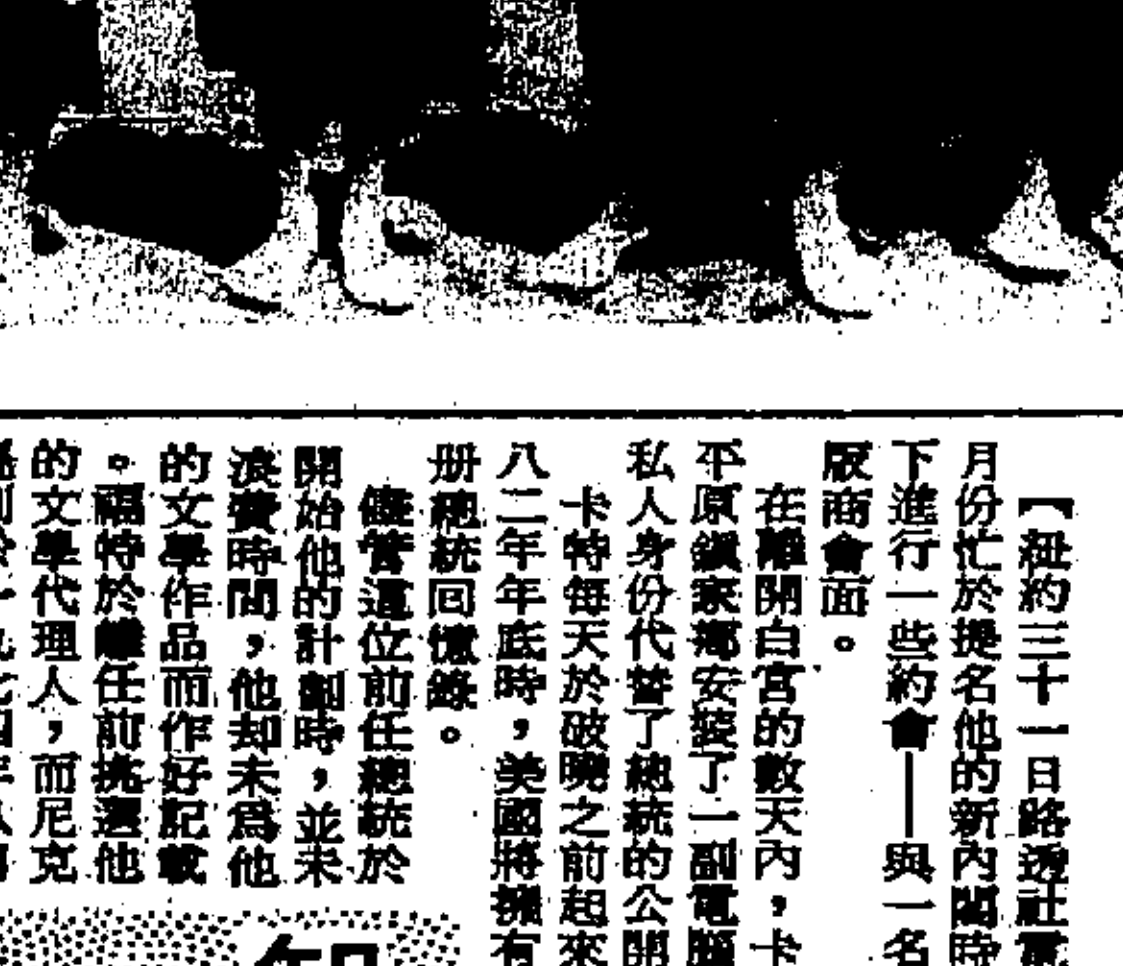 【紐約三十一日路透社電
月份忙於提名他的新內閣時
下進行一些約會——與一名
版商會面。
在離開白宮的數天內，卡
平原鎮家鄉安裝了一副電腦
私人身份代替了總統的公開
卡特每天於破曉之前起來
八二年年底時，美國將擁有
册總統回憶錄。
儘管這位前任總統於
開始他的計劃時，並未
浪費時間，他却未爲他
的文學作品而作好記載
。福特於離任前挑選他
的文學代理人，而尼克